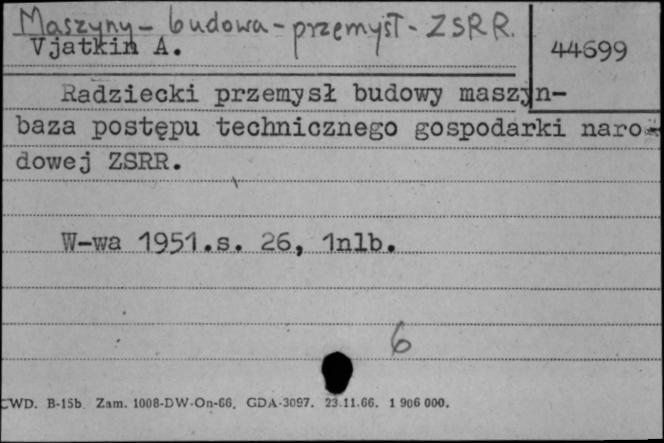 Maszyny - budowa - przemysł - ZSRR.
Vjatkin A.
44699
Radziecki przemysł budowy maszyn-
baza postępu technicznego gospodarki naro-
dowej ZSRR.
W-wa 1951.s. 26, 1nlb.
6
CWD. B-15b. Zam. 1008-DW-On-66. GDA-3097. 23.11.66. 1 906 000.